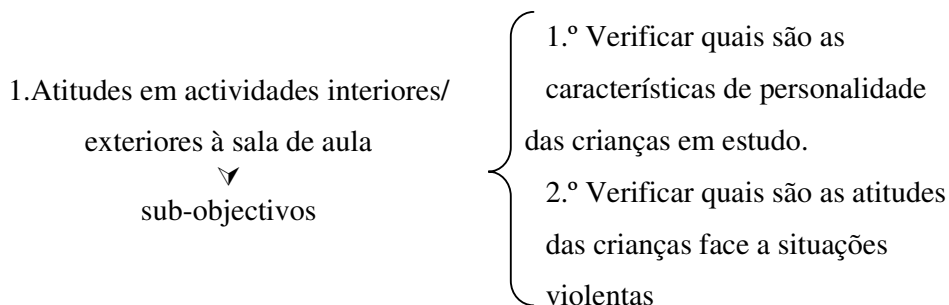 1.Atitudes em actividades interiores/
exteriores à sala de aula
sub-objectivos
1.º Verificar quais são as
características de personalidade
das crianças em estudo.
2.º Verificar quais são as atitudes
das crianças face a situações
violentas